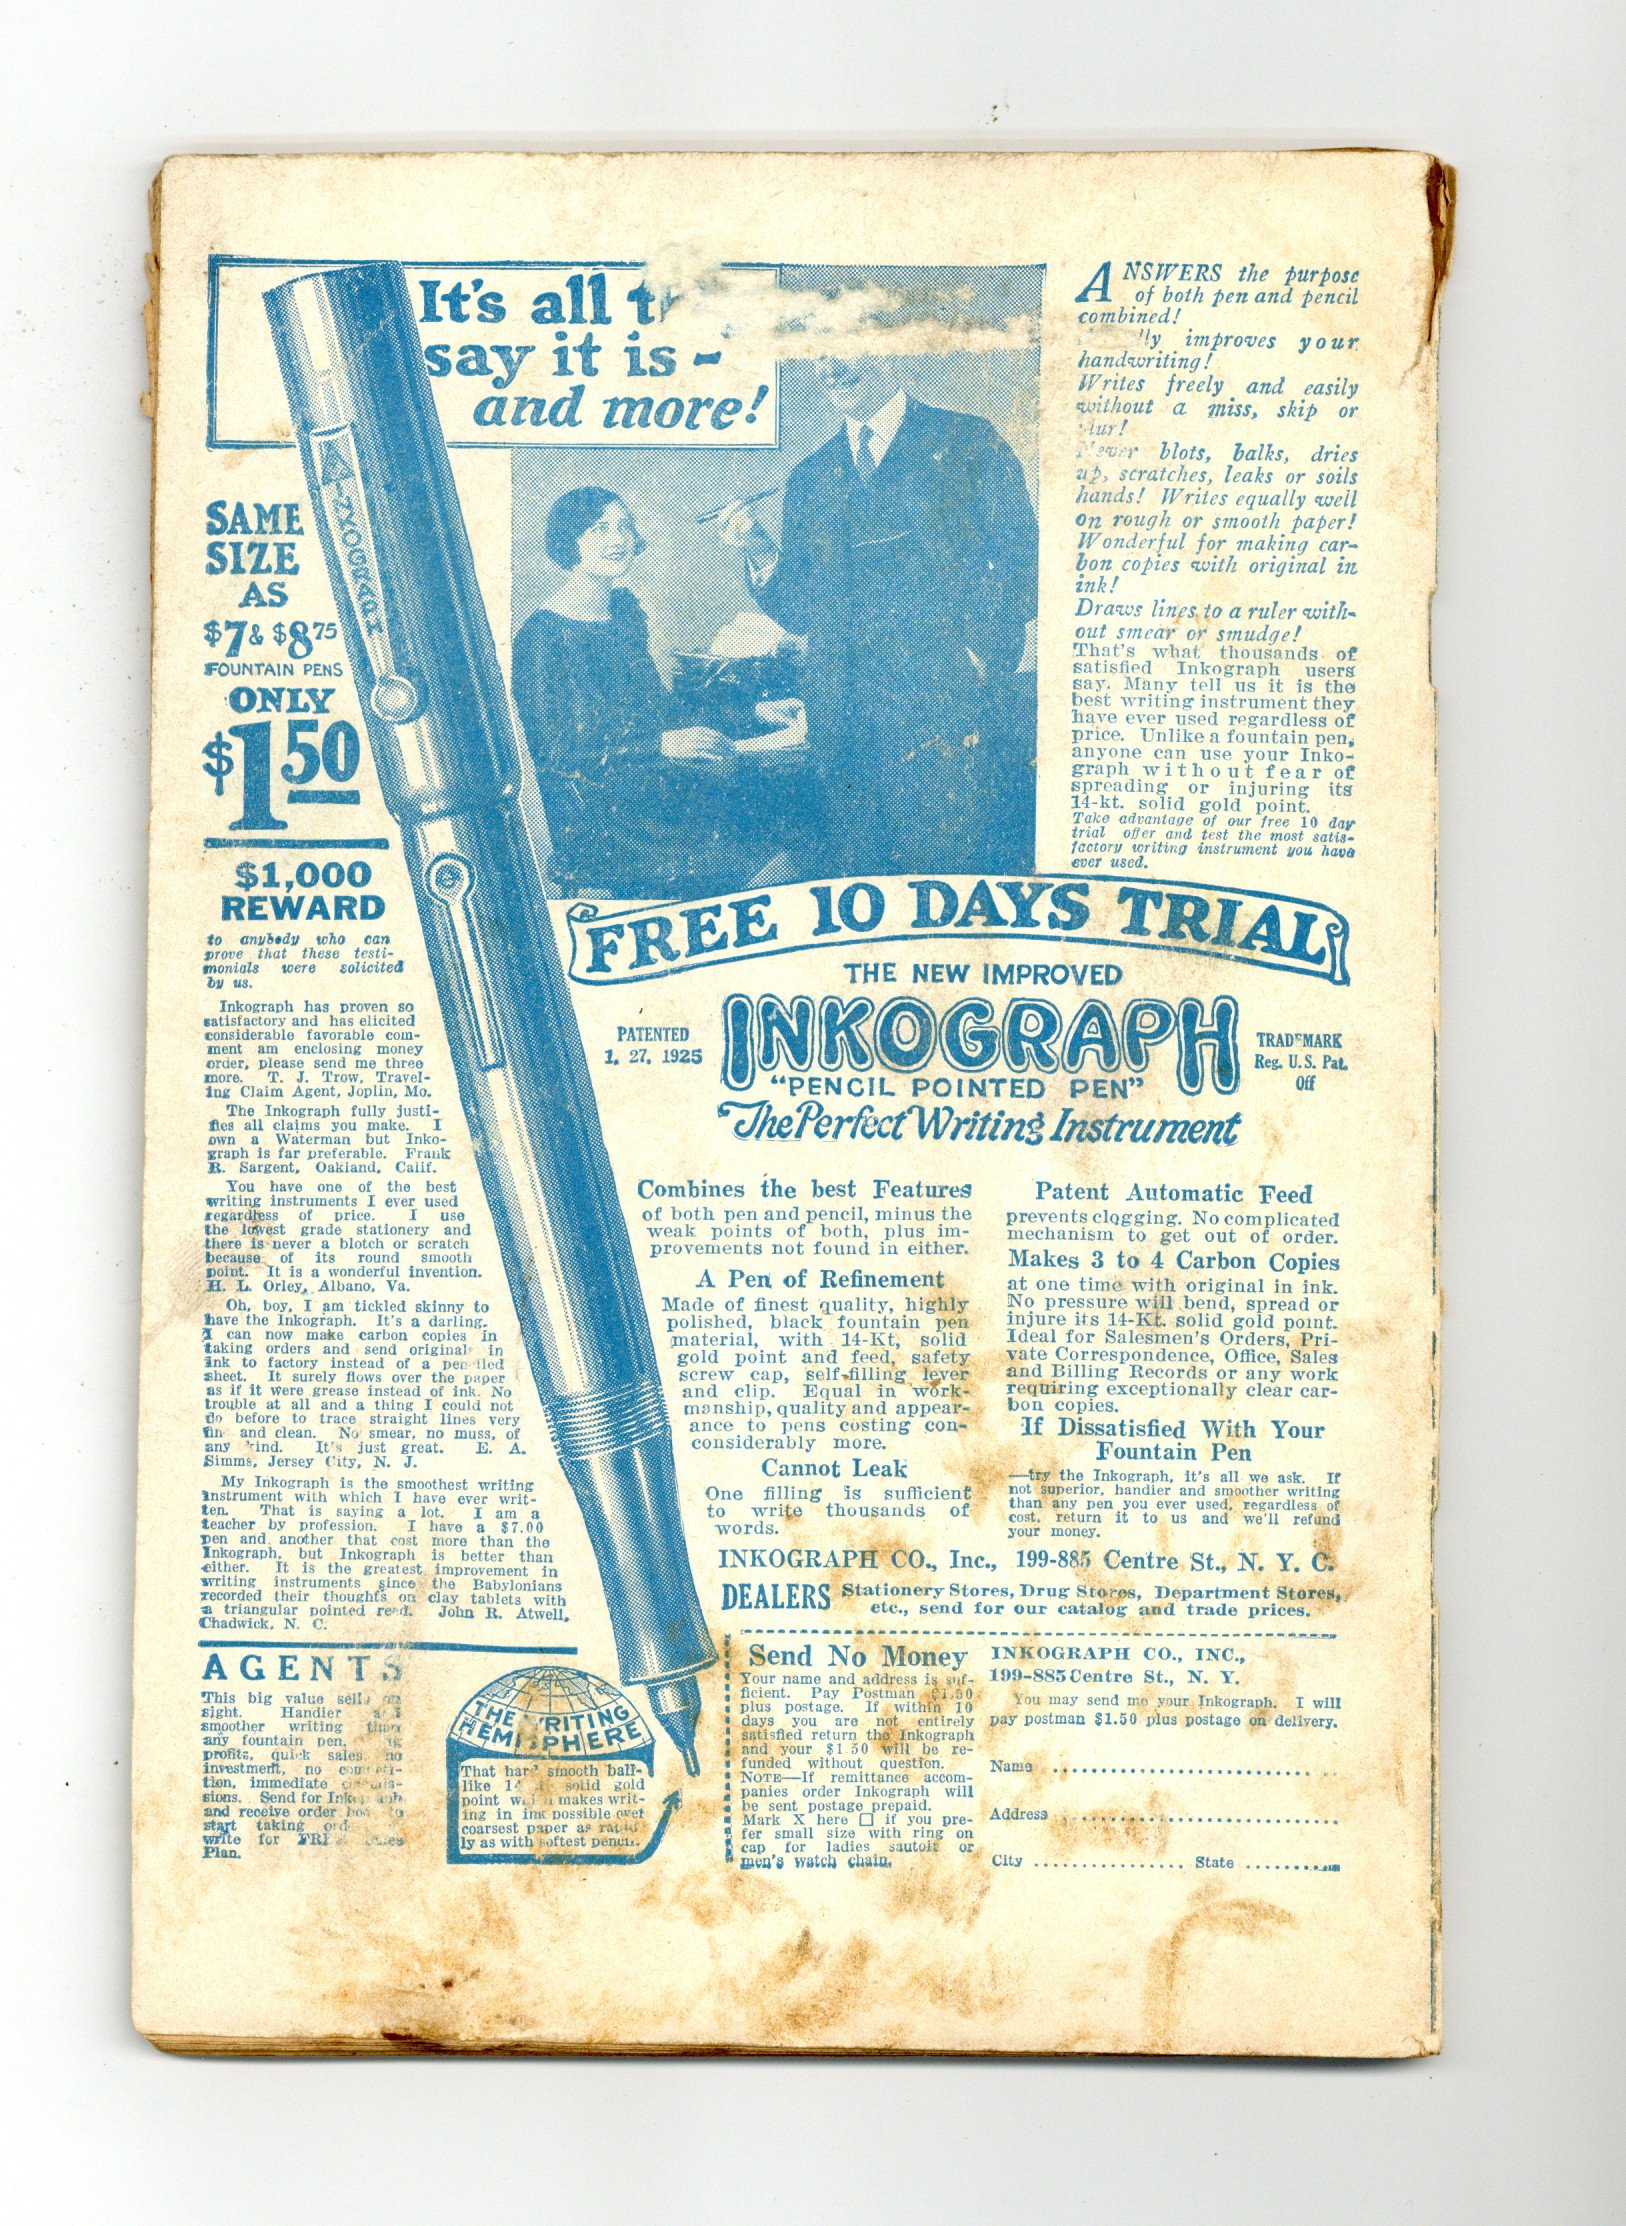 It's all
say it is -
and more!
INKOGRAPH
SAME
SIZE
AS
$7 & $8 75
FOUNTAIN PENS
ONLY
$1 50
$1,000
REWARD
to anybody who can
prove that these testi-
monials were solicited
by us.
Inkograph has proven so
satisfactory and has elicited
considerable favorable com-
ment am enclosing money
order, please send me three
more. T. J. Trow, Travel-
ing Claim Agent, Joplin, Mo.
The Inkograph fully justi-
fies all claims you make. I
own a Waterman but Inko-
graph is far preferable. Frank
R. Sargent, Oakland, Calif.
You have one of the best
writing instruments I ever used
regardless of price. I use
the lowest grade stationery and
there is never a blotch or scratch
because of its round smooth
point. It is a wonderful invention.
H. L. Orley, Albano, Va.
Oh, boy, I am tickled skinny to
have the Inkograph. It's a darling.
I can now make carbon copies in
taking orders and send original in
ink to factory instead of a penciled
sheet. It surely flows over the paper
as if it were grease instead of ink. No
trouble at all and a thing I could not
do before to trace straight lines very
and clean. No smear, no muss, of
any kind. It's just great. E. A.
Simms, Jersey City, N. J.
My Inkograph is the smoothest writing
instrument with which I have ever writ-
ten. That is saying a lot. I am a
teacher by profession. I have a $7.00
pen and another that cost more than the
Inkograph, but Inkograph is better than
either. It is the greatest improvement in
writing instruments since the Babylonians
recorded their thoughts on clay tablets with
a triangular pointed reed. John R. Atwell,
Chadwick, N. C.
AGENTS
This big value sells on
sight. Handier and
smoother writing than
any fountain pen.
profits, quick sales, no
investment, no
tion, immediate
sions. Send for
and receive order
start taking
write for
Plan.
THE WRITING
HEMISPHERE
That hard smooth ball-
like 14 solid gold
point makes writ-
ing in ink possible over
coarsest paper as rapid-
ly as with softest pencil.
ANSWERS the purpose
of both pen and pencil
combined!
improves your
handwriting!
Writes freely and easily
without a miss, skip or
blur!
Never blots, balks, dries
up, scratches, leaks or soils
hands! Writes equally well
on rough or smooth paper!
Wonderful for making car-
bon copies with original in
ink!
Draws lines to a ruler with-
out smear or smudge!
That's what thousands of
satisfied Inkograph users
say. Many tell us it is the
best writing instrument they
have ever used regardless of
price. Unlike a fountain pen,
anyone can use your Inko-
graph without fear of
spreading or injuring its
14-kt. solid gold point.
Take advantage of our free 10 day
trial offer and test the most satis-
factory writing instrument you have
ever used.
FREE 10 DAYS TRIAL
THE NEW IMPROVED
PATENTED
1. 27. 1925
INKOGRAPH
TRADEMARK
Reg. U.S. Pat.
Off
"PENCIL POINTED PEN"
The Perfect Writing Instrument
Combines the best Features
of both pen and pencil, minus the
weak points of both, plus im-
provements not found in either.
A Pen of Refinement
Made of finest quality, highly
polished, black fountain pen
material, with 14-Kt, solid
gold point and feed, safety
screw cap, self-filling lever
and clip. Equal in work-
manship, quality and appear-
ance to pens costing con-
considerably more.
Cannot Leak
One filling is sufficient
to write thousands of
words.
Patent Automatic Feed
prevents clogging. No complicated
mechanism to get out of order.
Makes 3 to 4 Carbon Copies
at one time with original in ink.
No pressure will bend, spread or
injure its 14-Kt. solid gold point.
Ideal for Salesmen's Orders, Pri-
vate Correspondence, Office, Sales
and Billing Records or any work
requiring exceptionally clear car-
bon copies.
If Dissatisfied With Your
Fountain Pen
—try the Inkograph, it's all we ask. If
not superior, handier and smoother writing
than any pen you ever used, regardless of
cost, return it to us and we'll refund
your money.
INKOGRAPH CO., Inc., 199-885 Centre St., N. Y. C.
DEALERS Stationery Stores, Drug Stores, Department Stores,
etc., send for our catalog and trade prices.
Send No Money
Your name and address is suf-
ficient. Pay Postman $1.50
plus postage. If within 10
days you are not entirely
satisfied return the Inkograph
and your $1.50 will be re-
funded without question.
NOTE—If remittance accom-
panies order Inkograph will
be sent postage prepaid.
Mark X here □ if you pre-
fer small size with ring on
cap for ladies sautoir or
men's watch chain.
INKOGRAPH CO., INC.,
199-885 Centre St., N. Y.
You may send me your Inkograph. I will
pay postman $1.50 plus postage on delivery.
Name
Address
City State